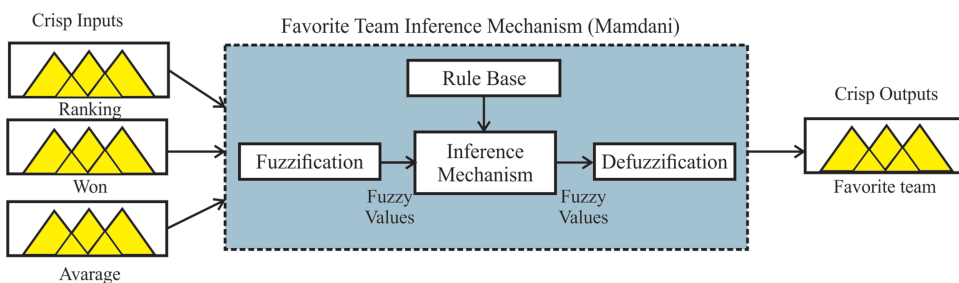 Crisp Inputs
Ranking
Won
Avarage
Favorite Team Inference Mechanism (Mamdani)
Rule Base
Fuzzification
Inference
Mechanism
Defuzzification
Fuzzy
Values
Fuzzy
Values
Crisp Outputs
Favorite team